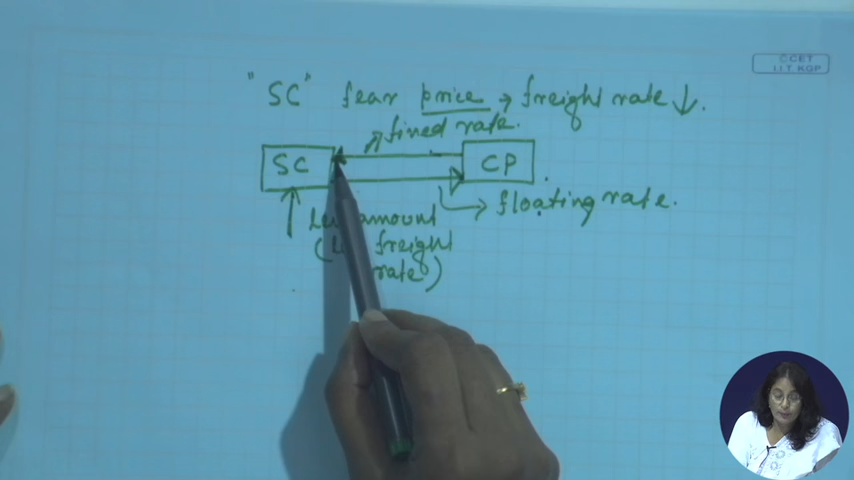 CCET
I.I.T. KGP
"SC" fear price → freight rate ↓.
fixed rate.
SC CP
floating rate.
amount
freight
rate)